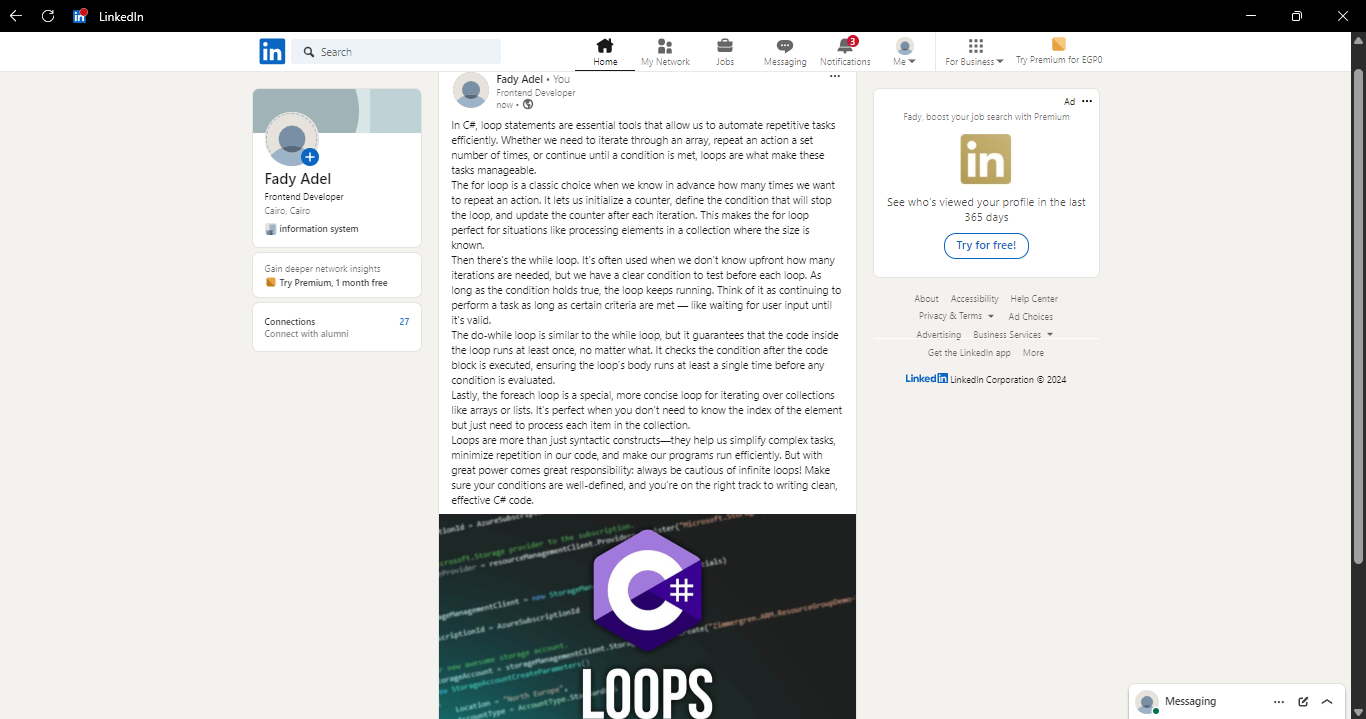 LinkedIn
in
Search
Home
My Network
Jobs
Messaging
3
Notifications
Me
For Business
Try Premium for EGP0
Fady Adel
Frontend Developer
Cairo, Cairo
information system
Gain deeper network insights
Try Premium, 1 month free
Connections 27
Connect with alumni
Fady Adel • You
Frontend Developer
now •
In C#, loop statements are essential tools that allow us to automate repetitive tasks
efficiently. Whether we need to iterate through an array, repeat an action a set
number of times, or continue until a condition is met, loops are what make these
tasks manageable.
The for loop is a classic choice when we know in advance how many times we want
to repeat an action. It lets us initialize a counter, define the condition that will stop
the loop, and update the counter after each iteration. This makes the for loop
perfect for situations like processing elements in a collection where the size is
known.
Then there's the while loop. It's often used when we don't know upfront how many
iterations are needed, but we have a clear condition to test before each loop. As
long as the condition holds true, the loop keeps running. Think of it as continuing to
perform a task as long as certain criteria are met — like waiting for user input until
it's valid.
The do-while loop is similar to the while loop, but it guarantees that the code inside
the loop runs at least once, no matter what. It checks the condition after the code
block is executed, ensuring the loop's body runs at least a single time before any
condition is evaluated.
Lastly, the foreach loop is a special, more concise loop for iterating over collections
like arrays or lists. It's perfect when you don't need to know the index of the element
but just need to process each item in the collection.
Loops are more than just syntactic constructs—they help us simplify complex tasks,
minimize repetition in our code, and make our programs run efficiently. But with
great power comes great responsibility: always be cautious of infinite loops! Make
sure your conditions are well-defined, and you're on the right track to writing clean,
effective C# code.
C#
LOOPS
Ad
Fady, boost your job search with Premium
in
See who's viewed your profile in the last
365 days
Try for free!
About Accessibility Help Center
Privacy & Terms Ad Choices
Advertising Business Services
Get the LinkedIn app More
LinkedIn LinkedIn Corporation © 2024
Messaging